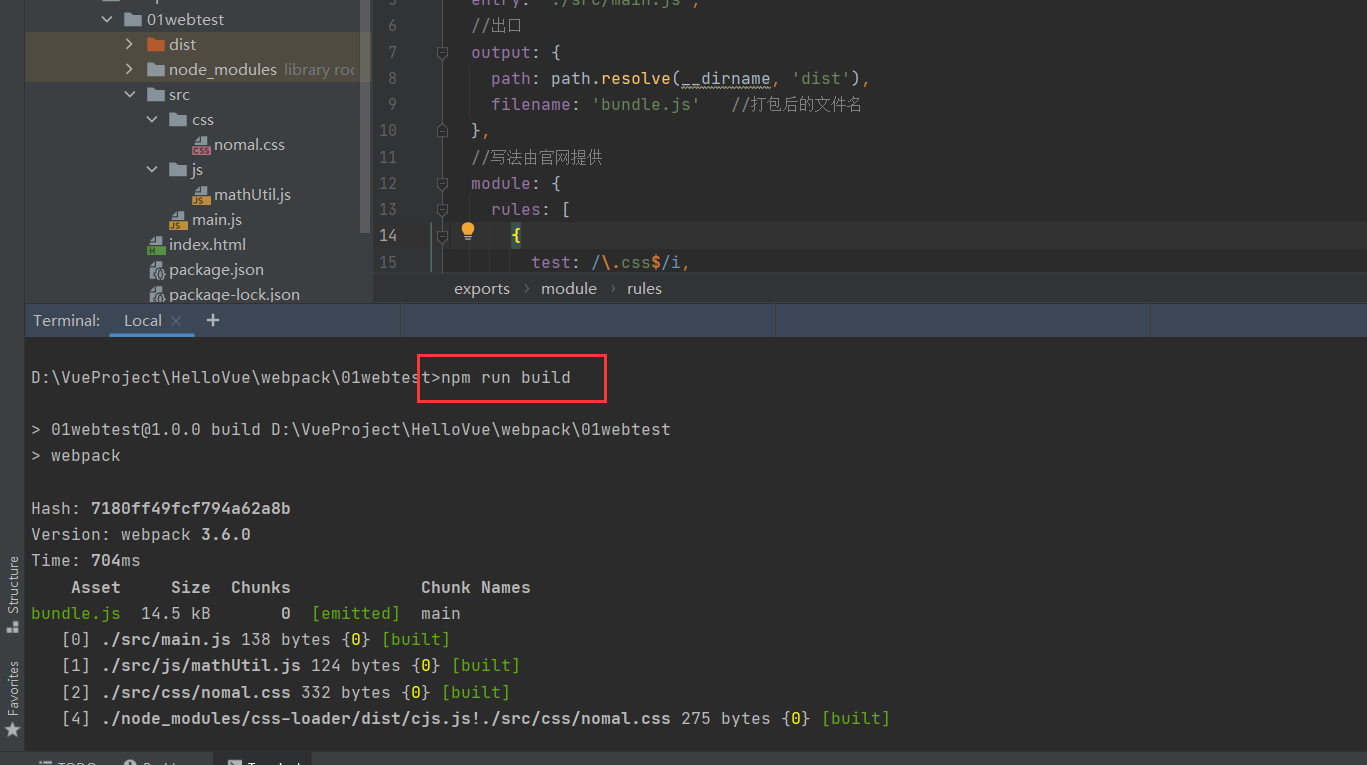 01webtest
dist
node_modules library roo
src
css
nomal.css
js
mathUtil.js
main.js
index.html
package.json
package-lock.json
5 entry: './src/main.js',
6 //出口
7 output: {
8 path: path.resolve(__dirname, 'dist'),
9 filename: 'bundle.js' //打包后的文件名
10 },
11 //写法由官网提供
12 module: {
13 rules: [
14 {
15 test: /\.css$/i,
exports › module › rules
Terminal: Local × +
D:\VueProject\HelloVue\webpack\01webtest>npm run build
> 01webtest@1.0.0 build D:\VueProject\HelloVue\webpack\01webtest
> webpack
Hash: 7180ff49fcf794a62a8b
Version: webpack 3.6.0
Time: 704ms
Asset Size Chunks Chunk Names
bundle.js 14.5 kB 0 [emitted] main
[0] ./src/main.js 138 bytes {0} [built]
[1] ./src/js/mathUtil.js 124 bytes {0} [built]
[2] ./src/css/nomal.css 332 bytes {0} [built]
[4] ./node_modules/css-loader/dist/cjs.js!./src/css/nomal.css 275 bytes {0} [built]
Structure
Favorites
TODO
Terminal